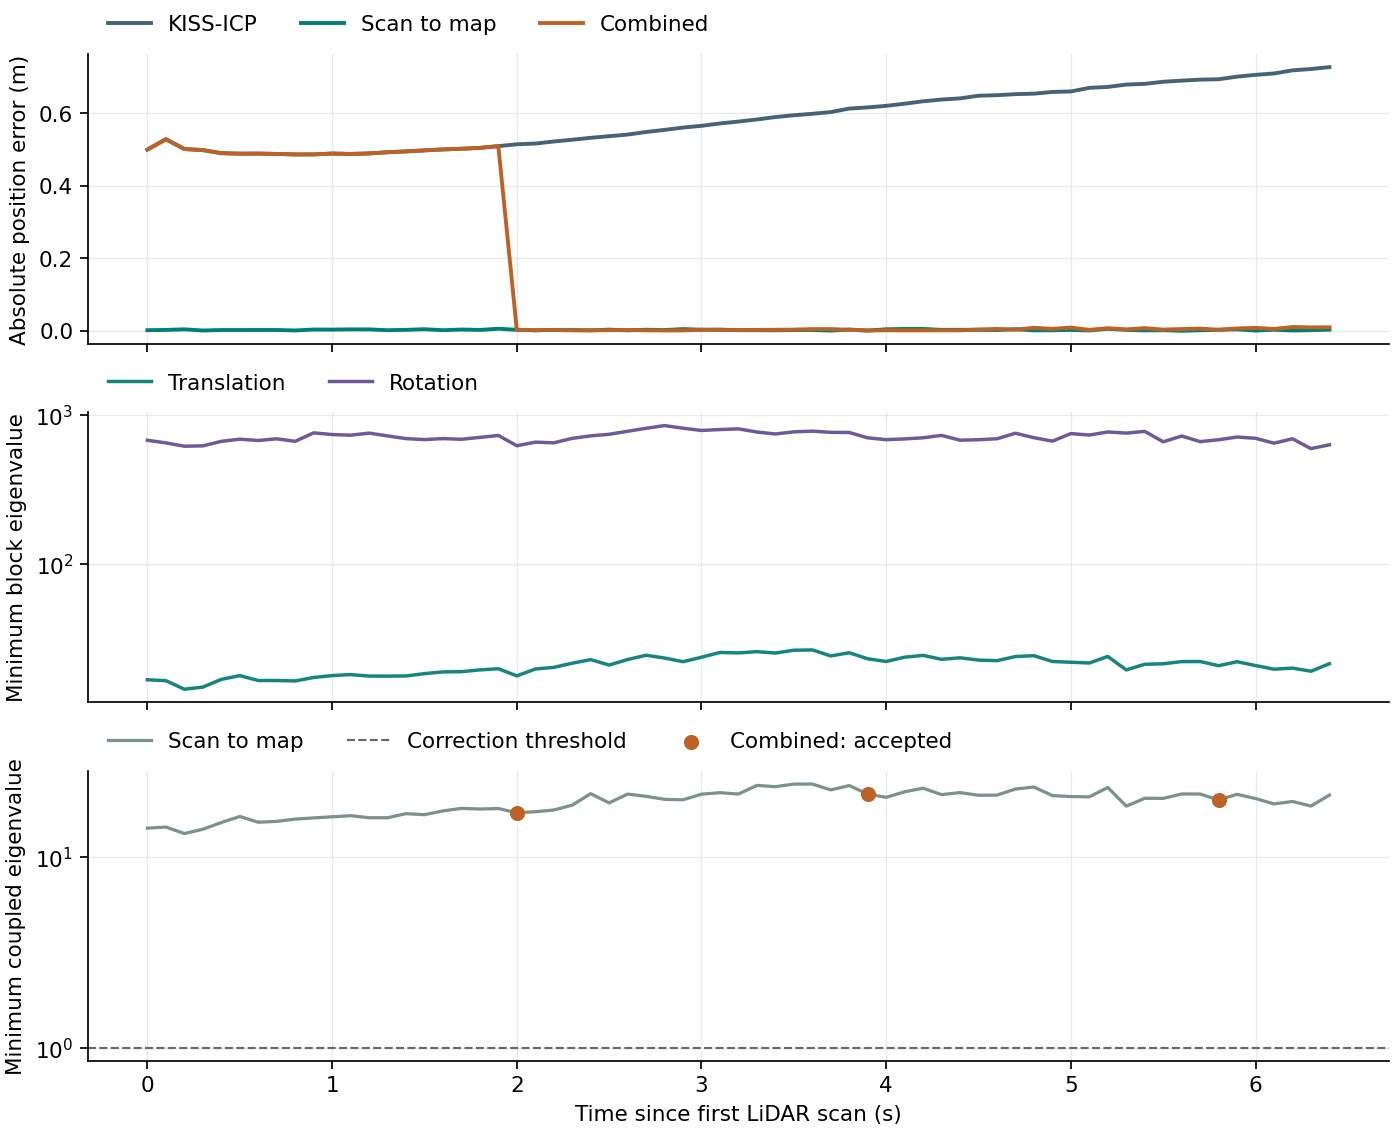 KISS-ICP Scan to map Combined
Absolute position error (m)
0.6
0.4
0.2
0.0
Translation Rotation
Minimum block eigenvalue
10³
10²
Scan to map Correction threshold Combined: accepted
Minimum coupled eigenvalue
10¹
10⁰
0 1 2 3 4 5 6
Time since first LiDAR scan (s)